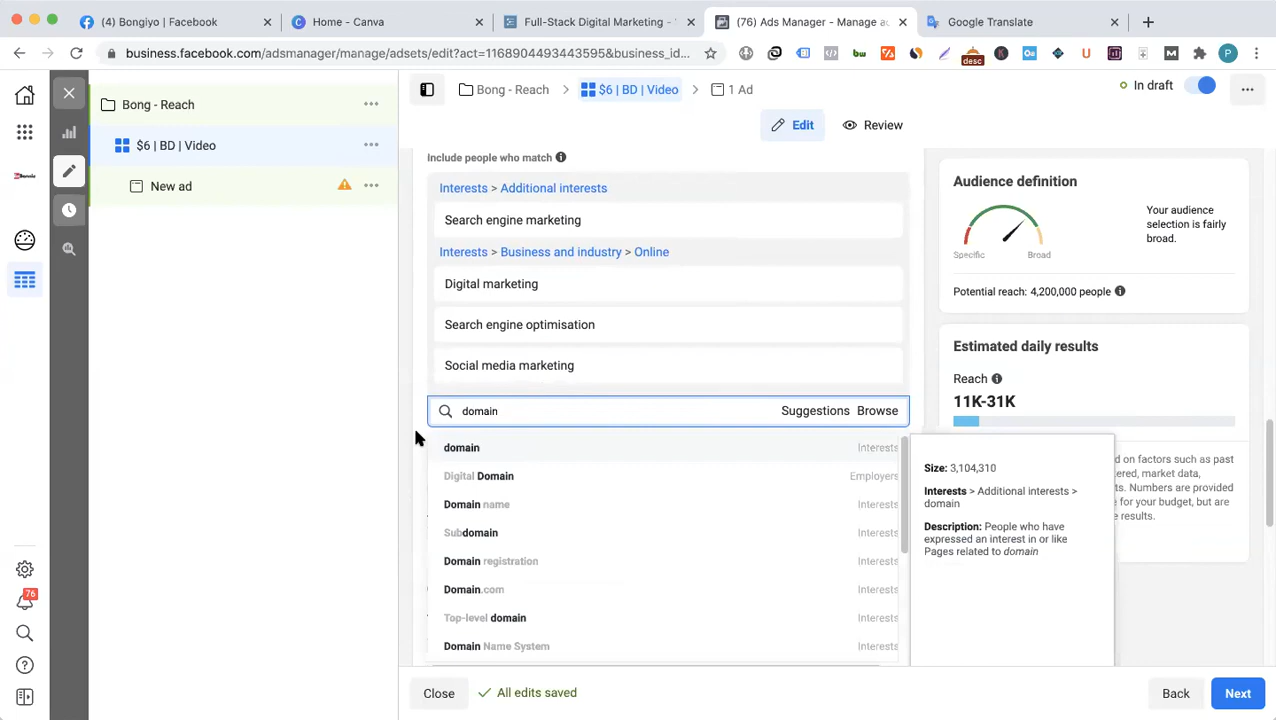 (4) Bongiyo | Facebook
Home - Canva
Full-Stack Digital Marketing -
(76) Ads Manager - Manage ad
Google Translate
business.facebook.com/adsmanager/manage/adsets/edit?act=1168904493443595&business_id...
bw
desc
K
U
M
P
Bong - Reach
$6 | BD | Video
New ad
Bong - Reach
$6 | BD | Video
1 Ad
In draft
Edit
Review
Include people who match
Interests > Additional interests
Search engine marketing
Interests > Business and industry > Online
Digital marketing
Search engine optimisation
Social media marketing
domain
Suggestions
Browse
domain
Interests
Digital Domain
Employers
Domain name
Interests
Subdomain
Interests
Domain registration
Interests
Domain.com
Interests
Top-level domain
Interests
Domain Name System
Interests
Size: 3,104,310
Interests > Additional interests >
domain
Description: People who have
expressed an interest in or like
Pages related to domain
Audience definition
Specific
Broad
Your audience
selection is fairly
broad.
Potential reach: 4,200,000 people
Estimated daily results
Reach
11K-31K
d on factors such as past
ered, market data,
ts. Numbers are provided
e for your budget, but are
e results.
76
Close
All edits saved
Back
Next